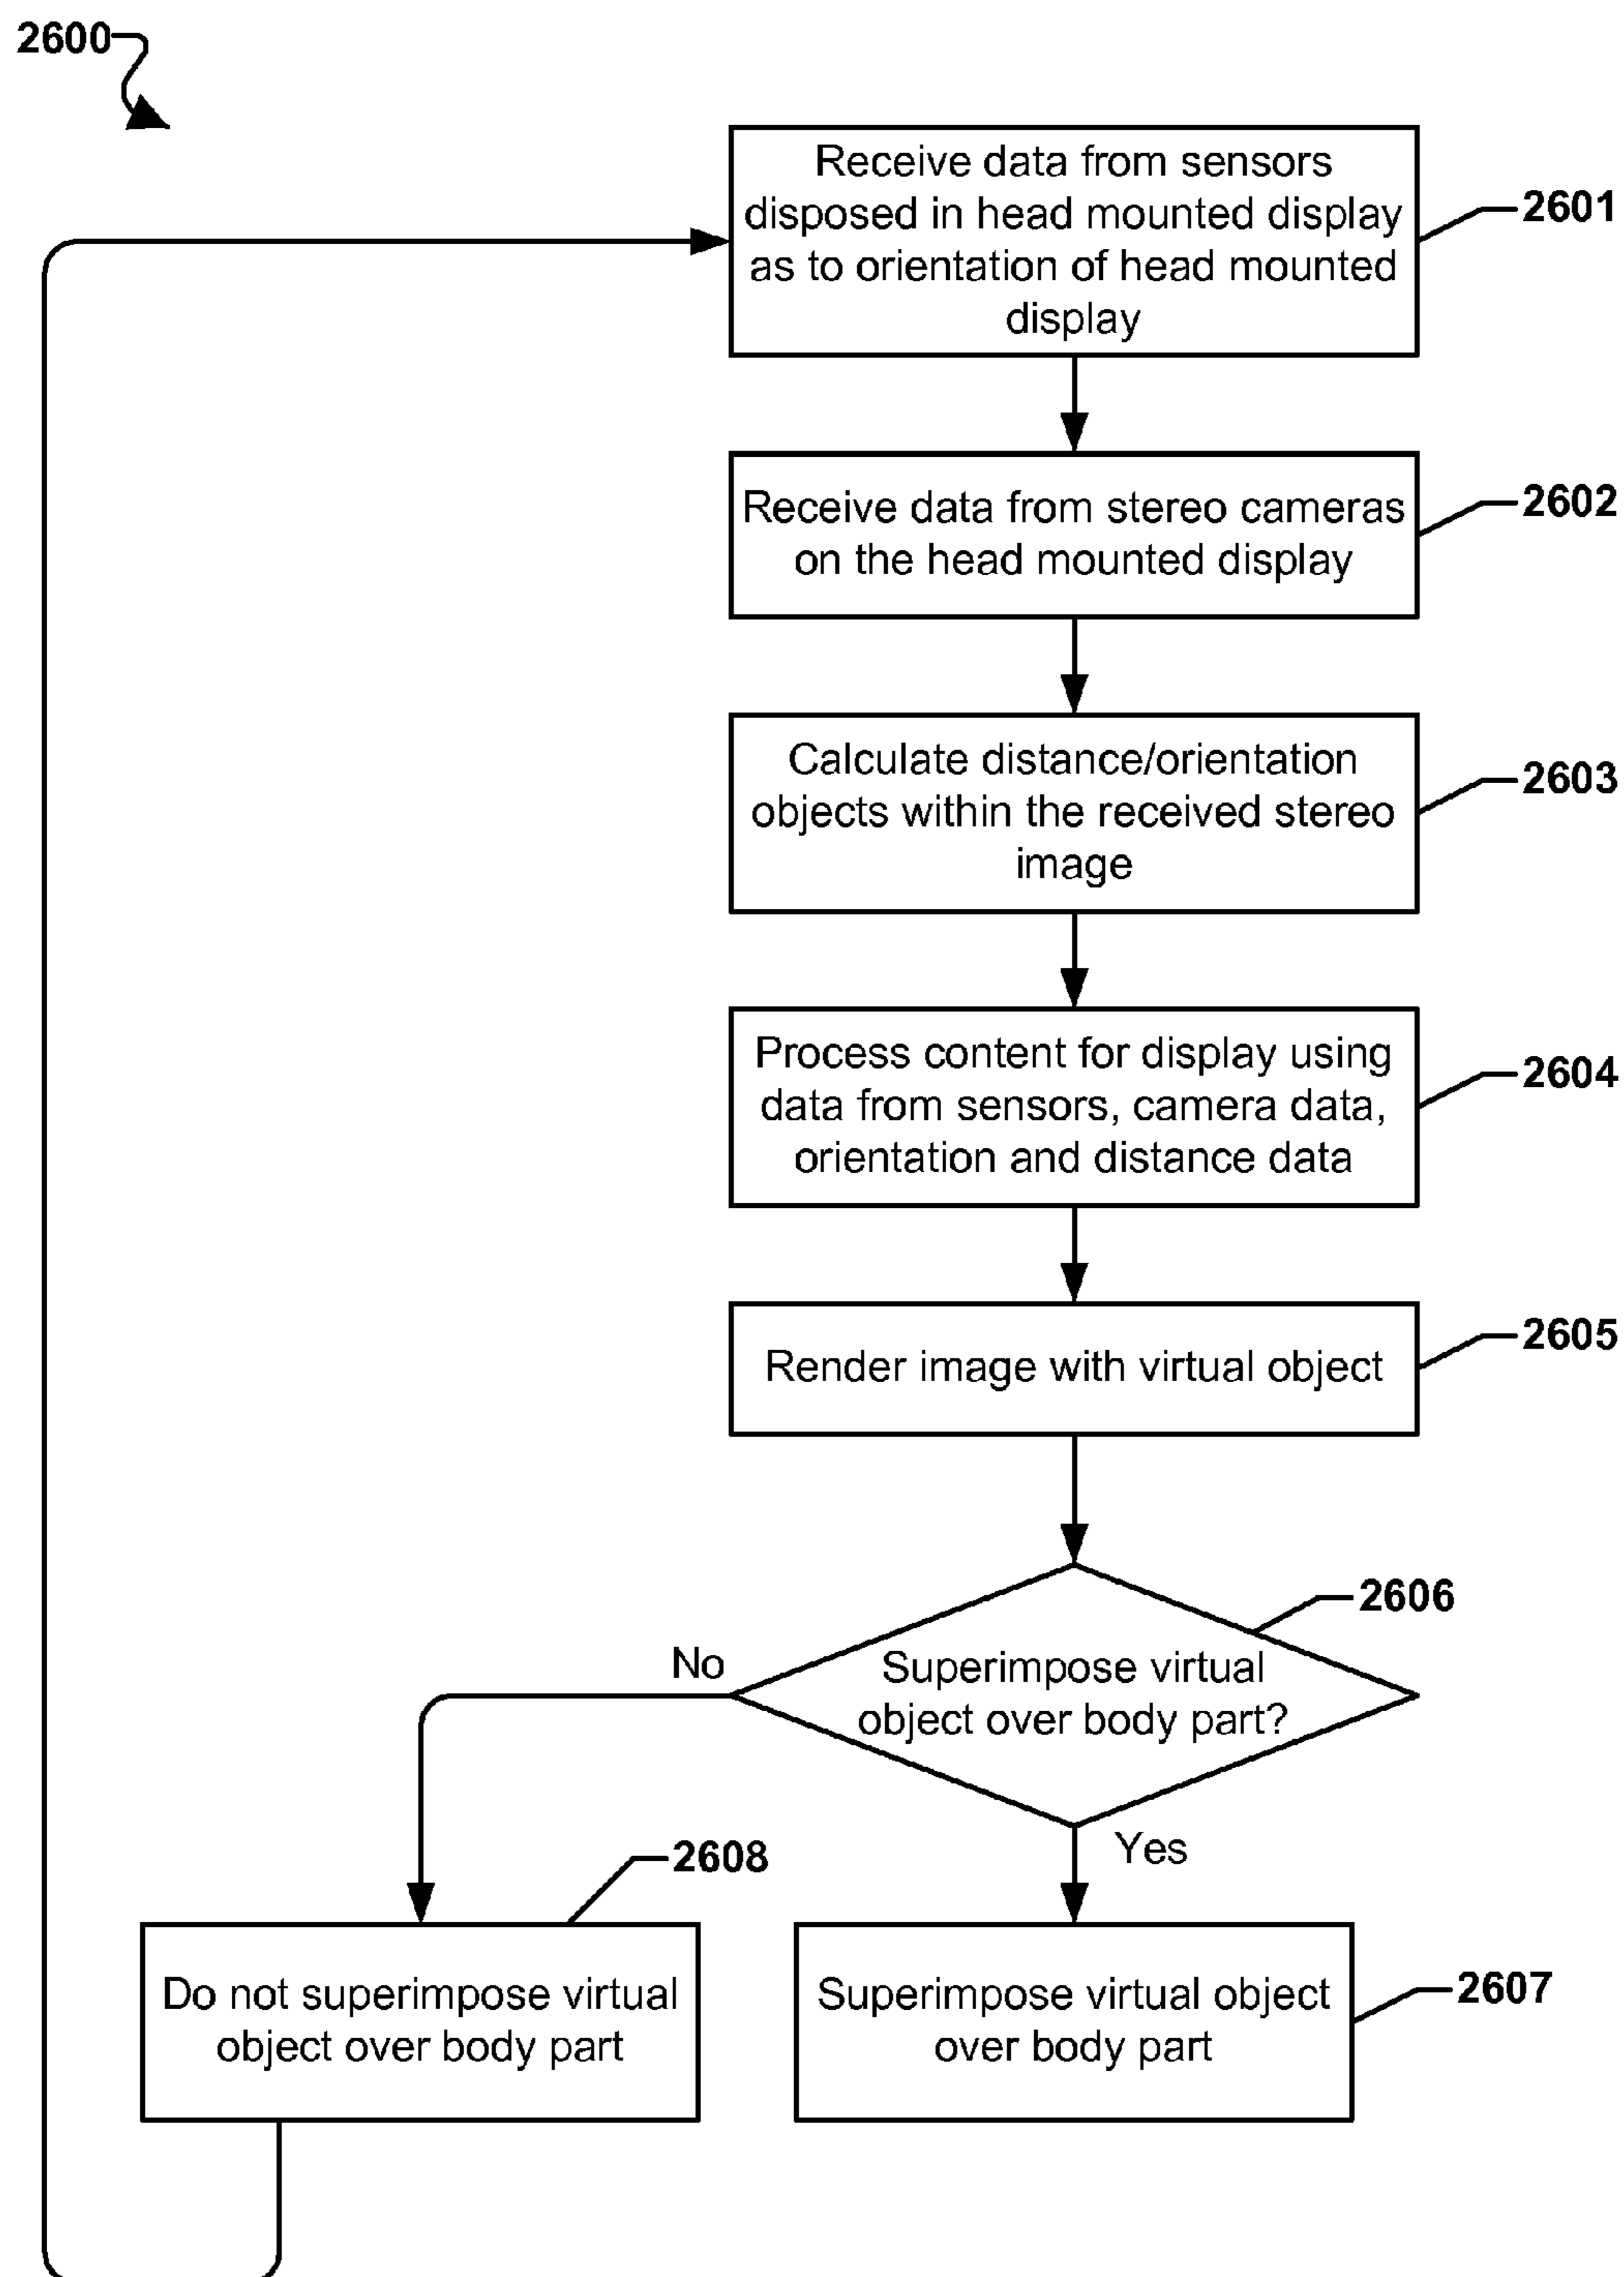 2600
Receive data from sensors
disposed in head mounted display
as to orientation of head mounted
display
2601
Receive data from stereo cameras
on the head mounted display
2602
Calculate distance/orientation
objects within the received stereo
image
2603
Process content for display using
data from sensors, camera data,
orientation and distance data
2604
Render image with virtual object
2605
2606
Superimpose virtual
object over body part?
No
Yes
2608
Do not superimpose virtual
object over body part
Superimpose virtual object
over body part
2607